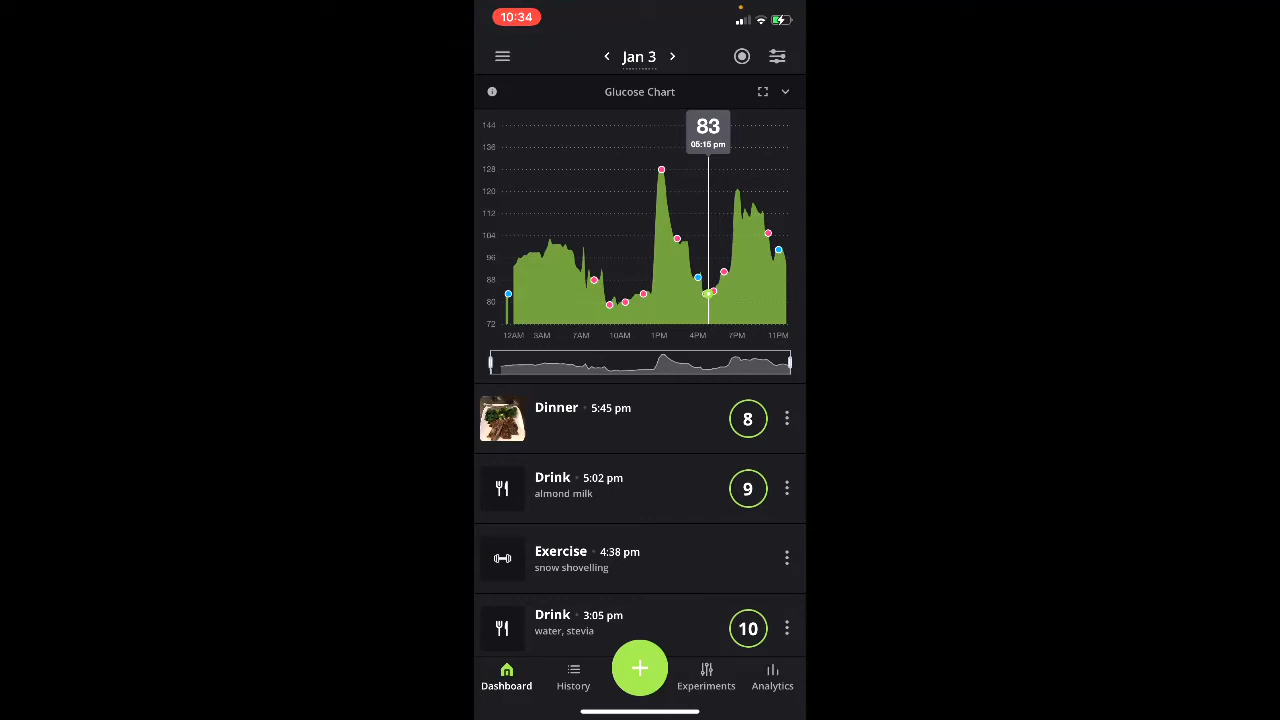 10:34
Jan 3
Glucose Chart
83
05:15 pm
144
136
128
120
112
104
96
88
80
72
12AM 3AM 7AM 10AM 1PM 4PM 7PM 11PM
Dinner • 5:45 pm
8
Drink • 5:02 pm
almond milk
9
Exercise • 4:38 pm
snow shovelling
Drink • 3:05 pm
water, stevia
10
+
Dashboard History Experiments Analytics